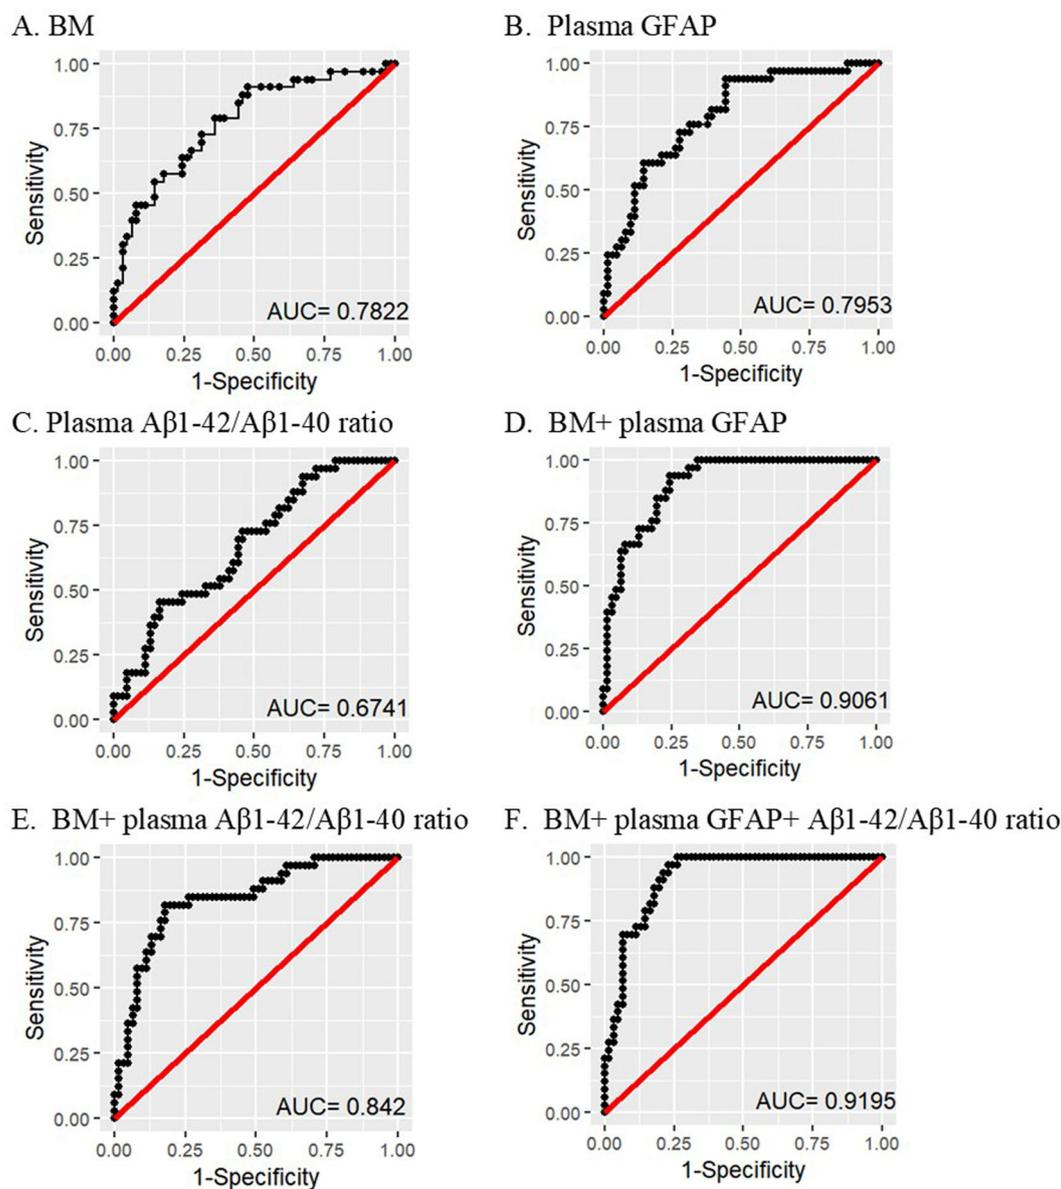 A. BM
1.00
0.75
0.50
0.25
0.00
Sensitivity
AUC= 0.7822
0.00 0.25 0.50 0.75 1.00
1-Specificity
B. Plasma GFAP
1.00
0.75
0.50
0.25
0.00
Sensitivity
AUC= 0.7953
0.00 0.25 0.50 0.75 1.00
1-Specificity
C. Plasma Aβ1-42/Aβ1-40 ratio
1.00
0.75
0.50
0.25
0.00
Sensitivity
AUC= 0.6741
0.00 0.25 0.50 0.75 1.00
1-Specificity
D. BM+ plasma GFAP
1.00
0.75
0.50
0.25
0.00
Sensitivity
AUC= 0.9061
0.00 0.25 0.50 0.75 1.00
1-Specificity
E. BM+ plasma Aβ1-42/Aβ1-40 ratio
1.00
0.75
0.50
0.25
0.00
Sensitivity
AUC= 0.842
0.00 0.25 0.50 0.75 1.00
1-Specificity
F. BM+ plasma GFAP+ Aβ1-42/Aβ1-40 ratio
1.00
0.75
0.50
0.25
0.00
Sensitivity
AUC= 0.9195
0.00 0.25 0.50 0.75 1.00
1-Specificity